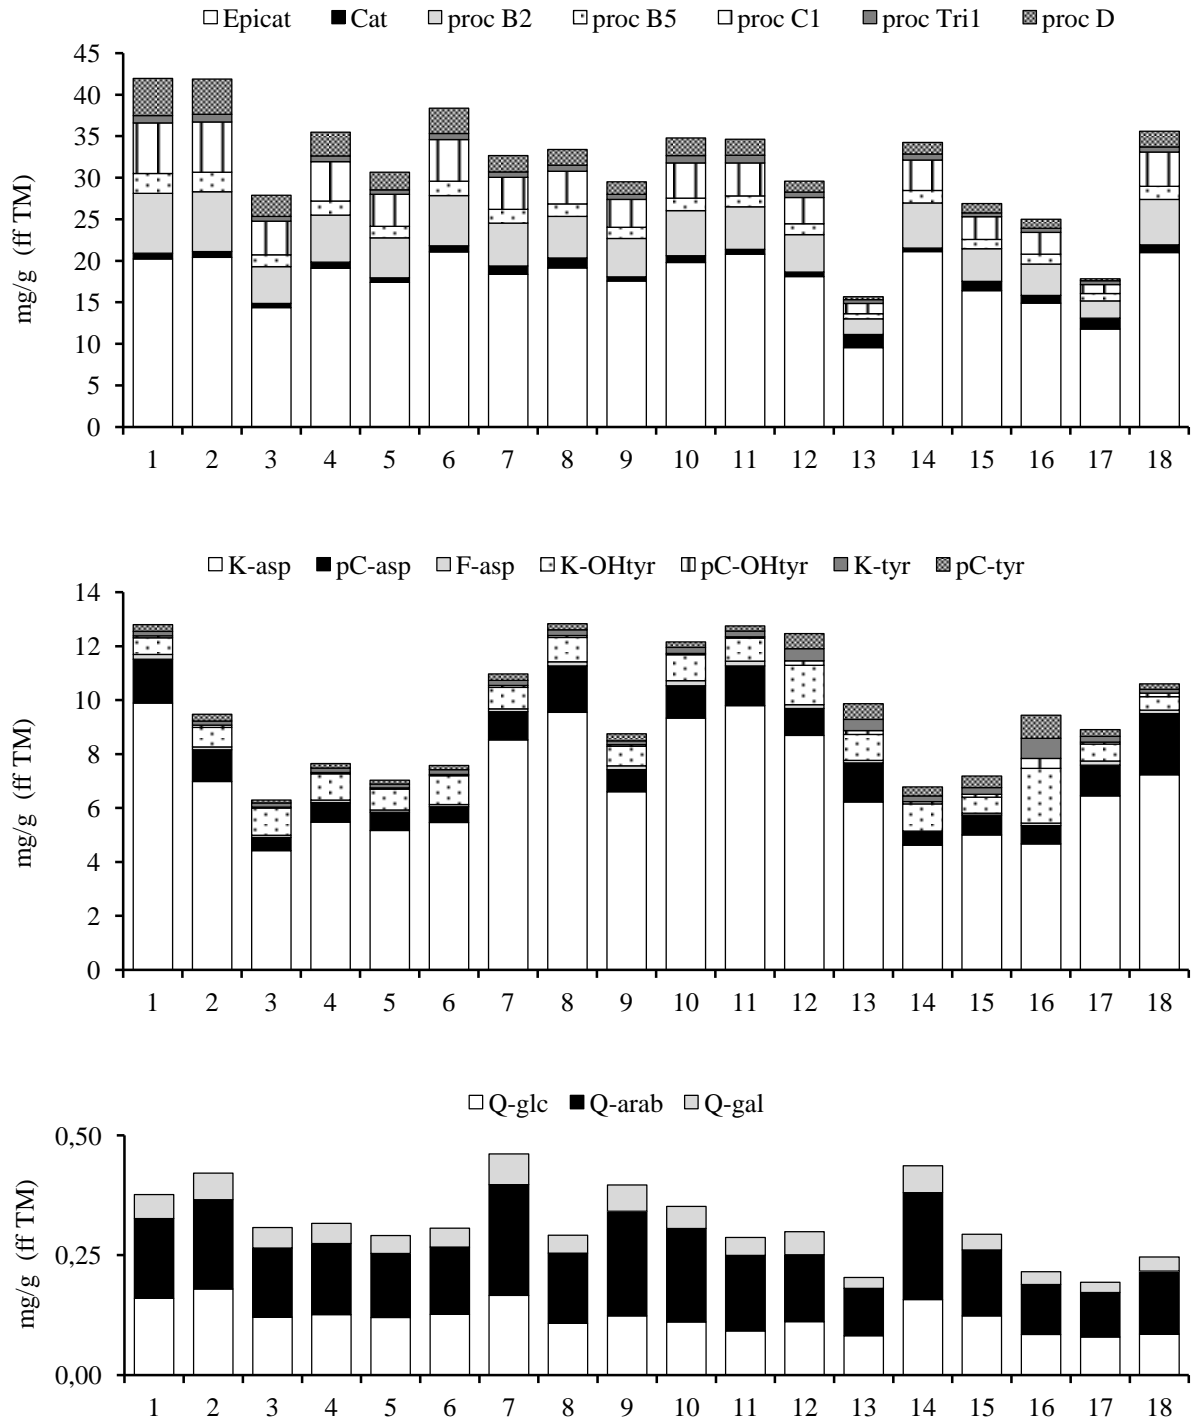 Epicat Cat proc B2 proc B5 proc C1 proc Tri1 proc D
45
40
35
30
25
20
15
10
5
0
mg/g (ff TM)
1 2 3 4 5 6 7 8 9 10 11 12 13 14 15 16 17 18
K-asp pC-asp F-asp K-OHtyr pC-OHtyr K-tyr pC-tyr
14
12
10
8
6
4
2
0
mg/g (ff TM)
1 2 3 4 5 6 7 8 9 10 11 12 13 14 15 16 17 18
Q-glc Q-arab Q-gal
0,50
0,25
0,00
mg/g (ff TM)
1 2 3 4 5 6 7 8 9 10 11 12 13 14 15 16 17 18